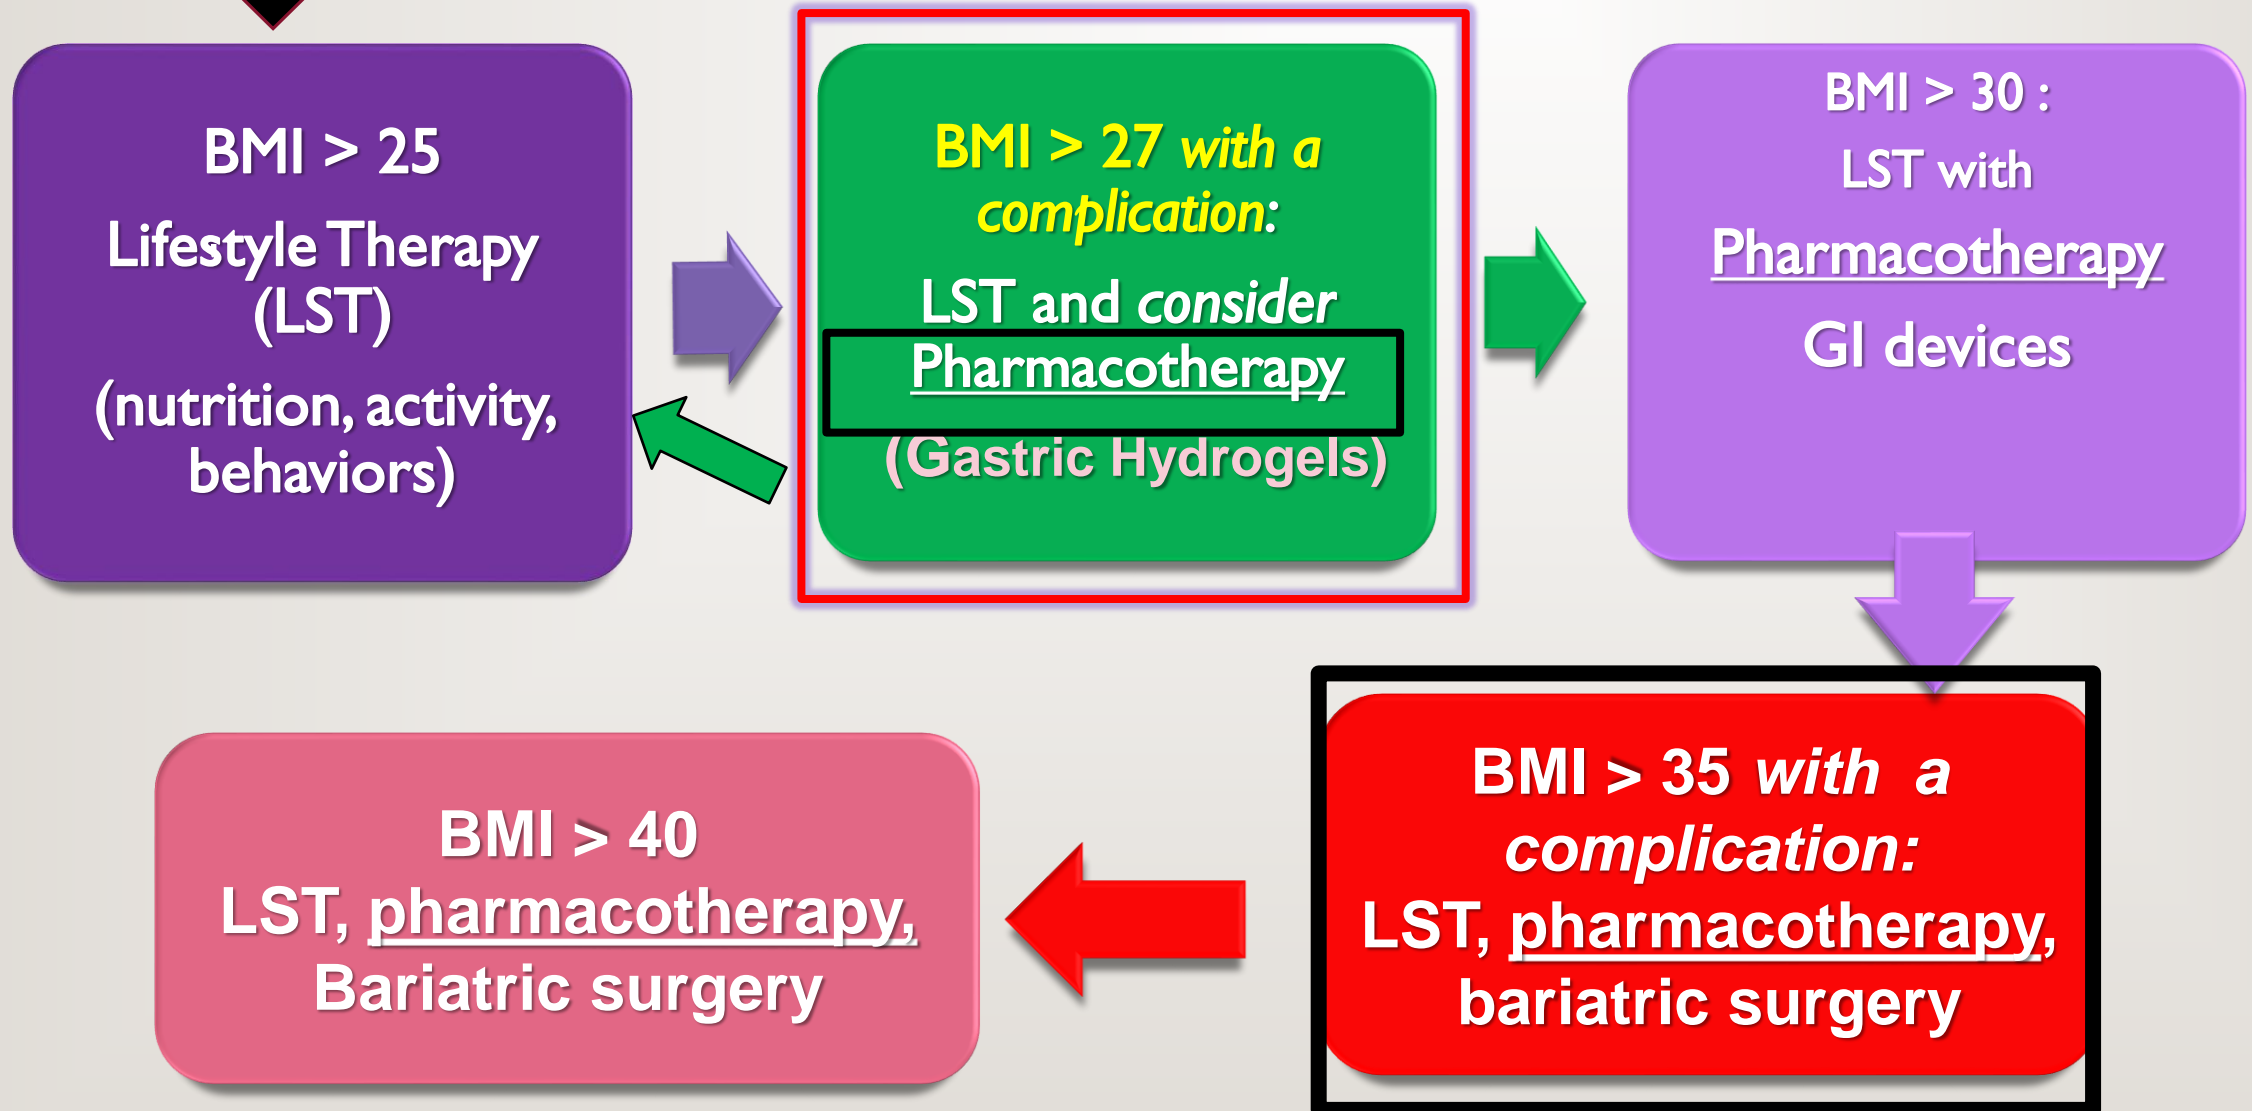 BMI > 25
Lifestyle Therapy
(LST)
(nutrition, activity,
behaviors)
BMI > 27 with a
complication:
LST and consider
Pharmacotherapy
(Gastric Hydrogels)
BMI > 30 :
LST with
Pharmacotherapy
GI devices
BMI > 35 with a
complication:
LST, pharmacotherapy,
bariatric surgery
BMI > 40
LST, pharmacotherapy,
Bariatric surgery